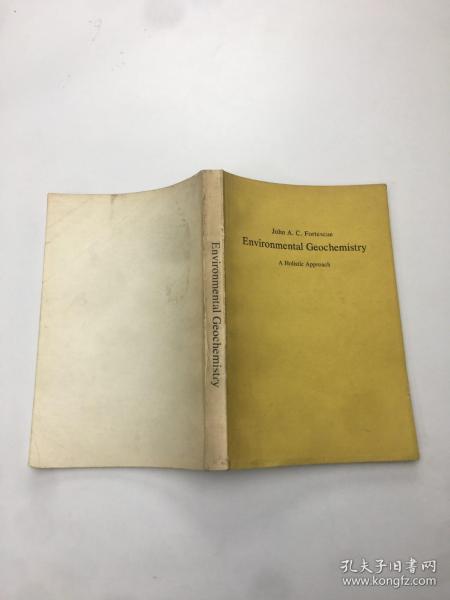 John A. C. Fortescue
Environmental Geochemistry
A Holistic Approach
Environmental Geochemistry
孔夫子旧书网
www.kongfz.com